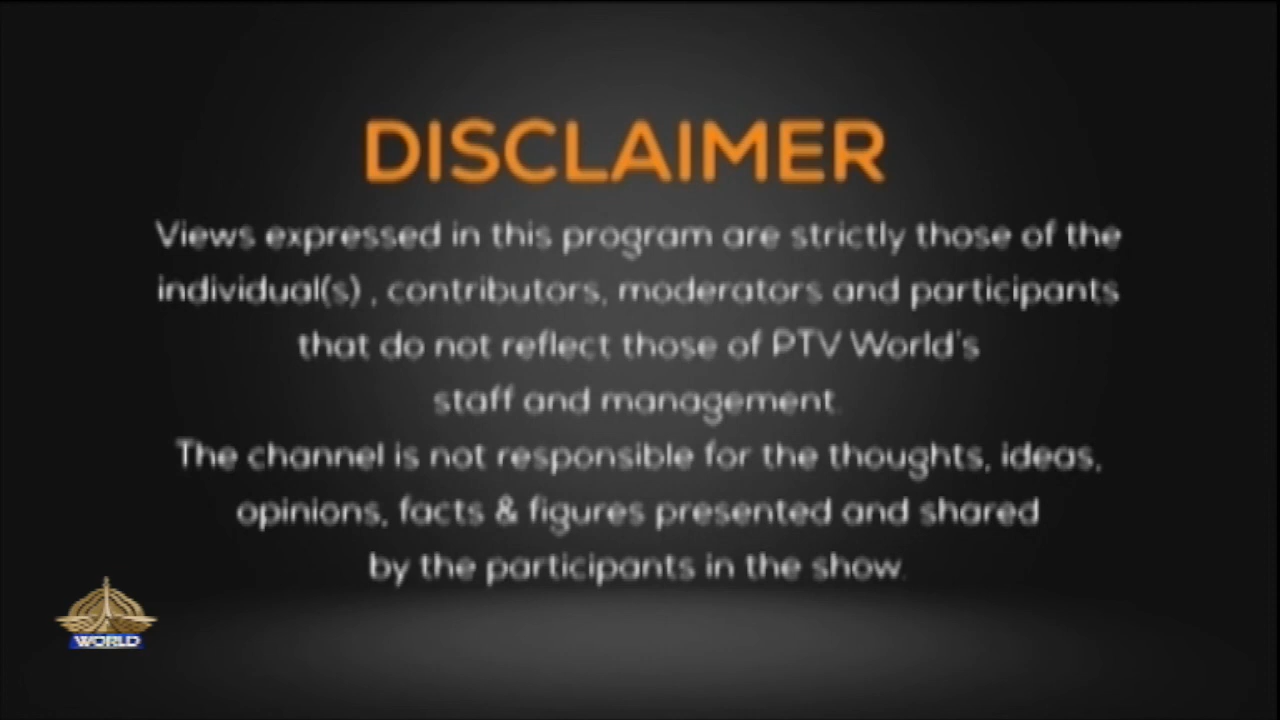 DISCLAIMER
Views expressed in this program are strictly those of the
individual(s) , contributors, moderators and participants
that do not reflect those of PTV World's
staff and management.
The channel is not responsible for the thoughts, ideas,
opinions, facts & figures presented and shared
by the participants in the show.
WORLD